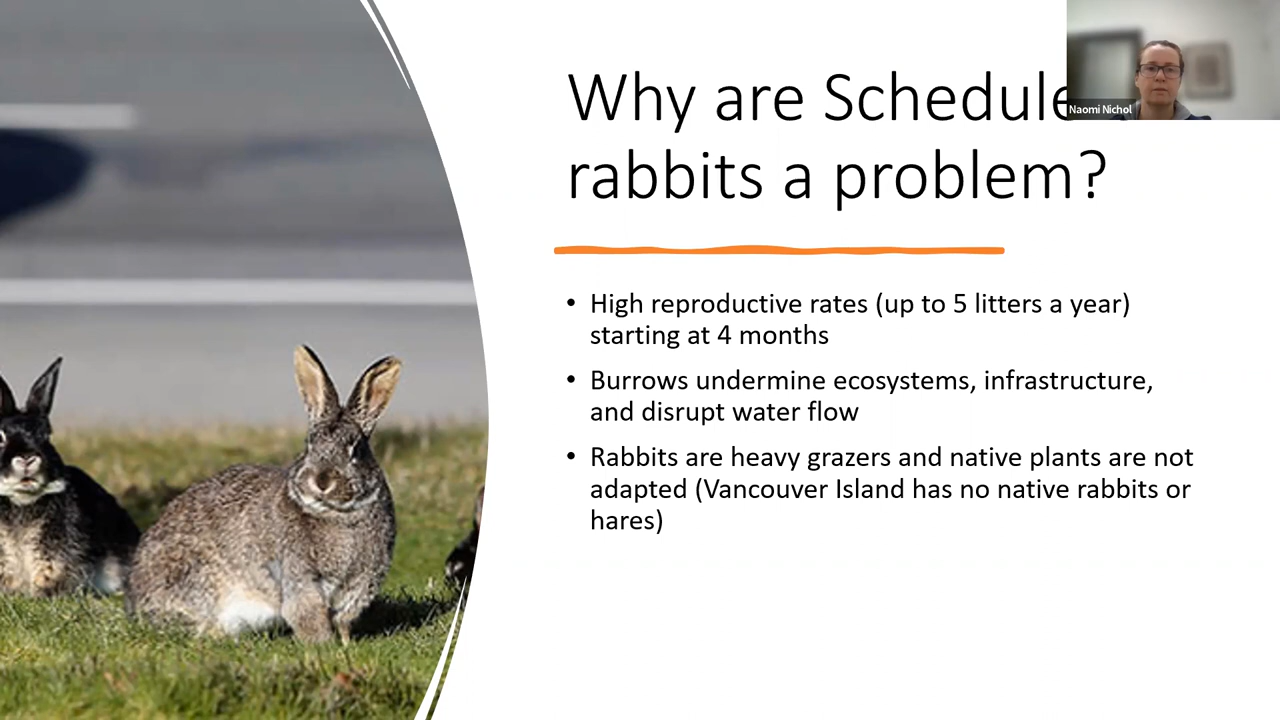 Why are Schedule
rabbits a problem?
Naomi Nichol
• High reproductive rates (up to 5 litters a year)
starting at 4 months
• Burrows undermine ecosystems, infrastructure,
and disrupt water flow
• Rabbits are heavy grazers and native plants are not
adapted (Vancouver Island has no native rabbits or
hares)